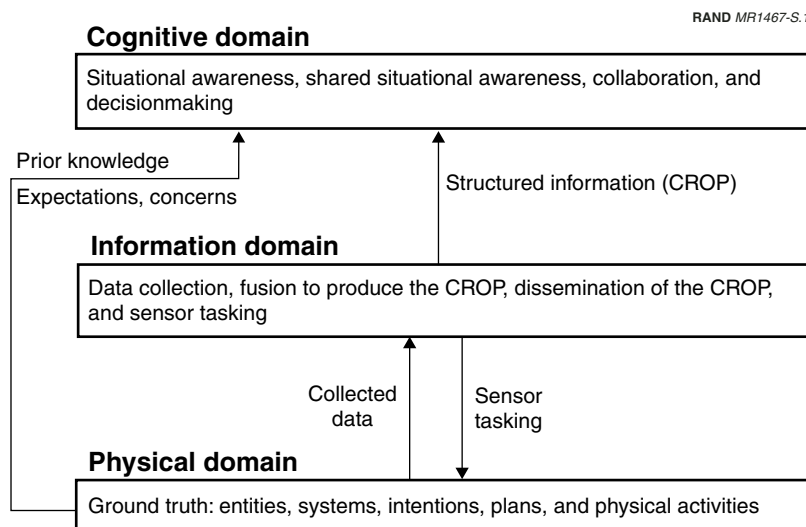 RAND MR1467-S.1
Cognitive domain
Situational awareness, shared situational awareness, collaboration, and
decisionmaking
Prior knowledge
Expectations, concerns
Structured information (CROP)
Information domain
Data collection, fusion to produce the CROP, dissemination of the CROP,
and sensor tasking
Collected
data
Sensor
tasking
Physical domain
Ground truth: entities, systems, intentions, plans, and physical activities